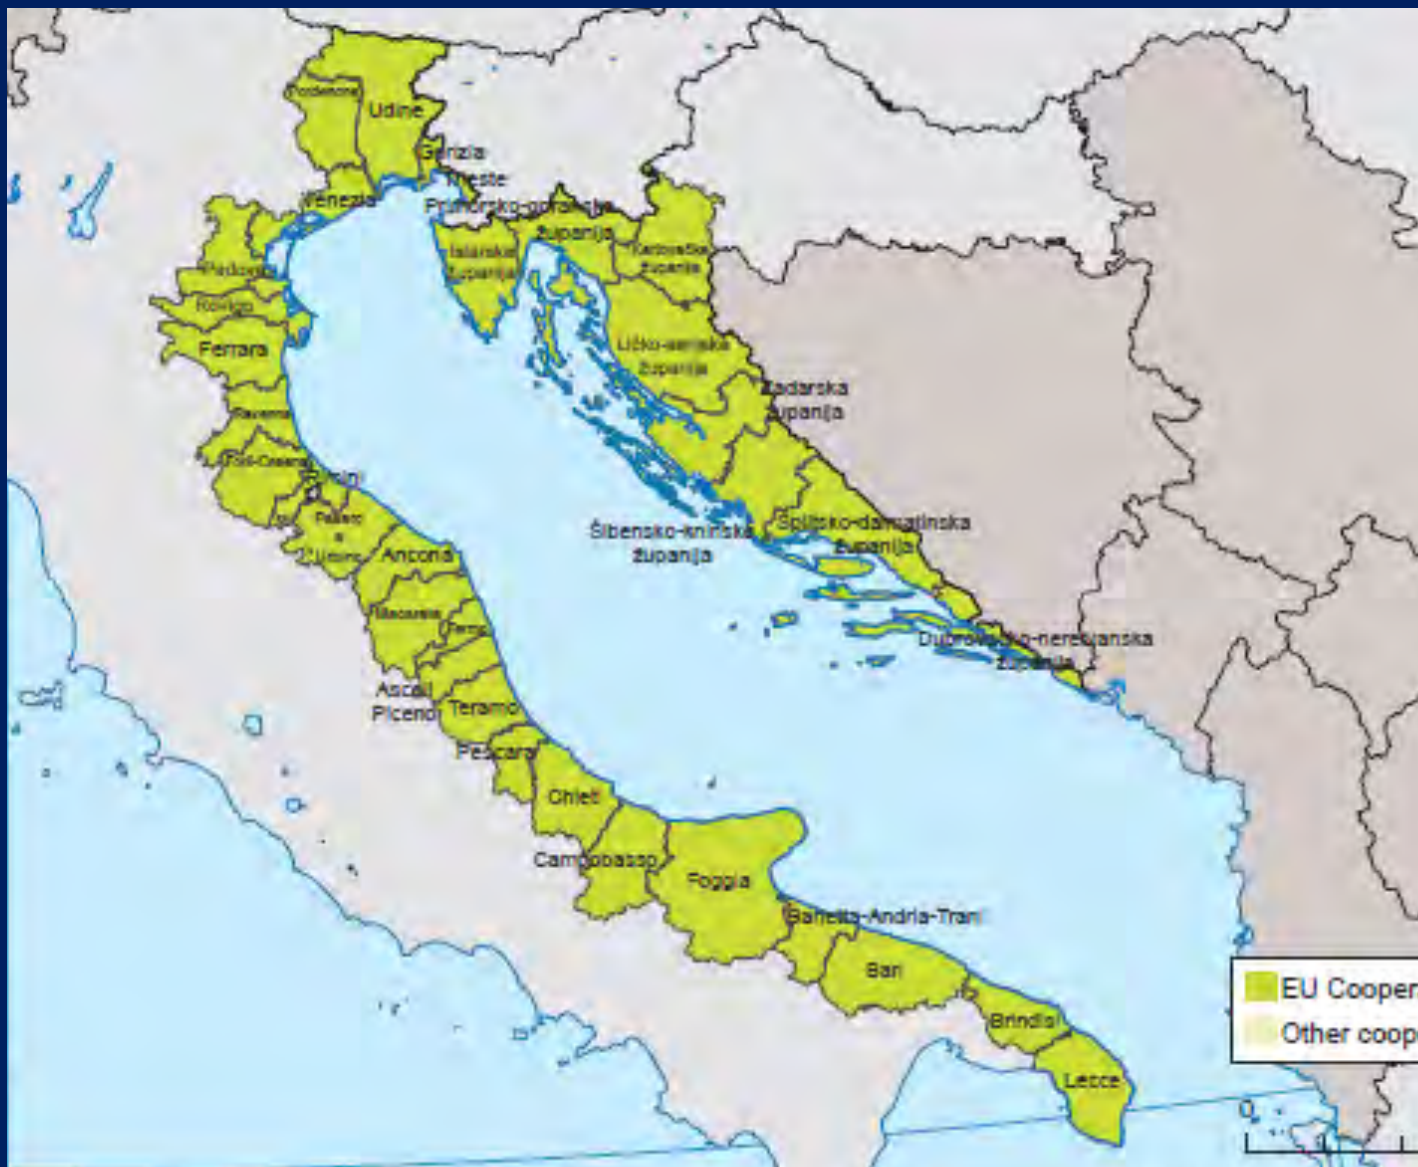 Pordenone
Udine
Gorizia
Trieste
Venezia
Primorsko-goranska
županija
Istarska
županija
Karlovačka
županija
Padova
Rovigo
Ferrara
Ličko-senjska
županija
Zadarska
županija
Ravenna
Forlì-Cesena
Rimini
Pesaro
e
Urbino
Ancona
Šibensko-kninska
županija
Splitsko-dalmatinska
županija
Macerata
Fermo
Dubrovačko-neretvanska
županija
Ascoli
Piceno
Teramo
Pescara
Chieti
Campobasso
Foggia
Barletta-Andria-Trani
Bari
Brindisi
Lecce
EU Cooper
Other coop
0